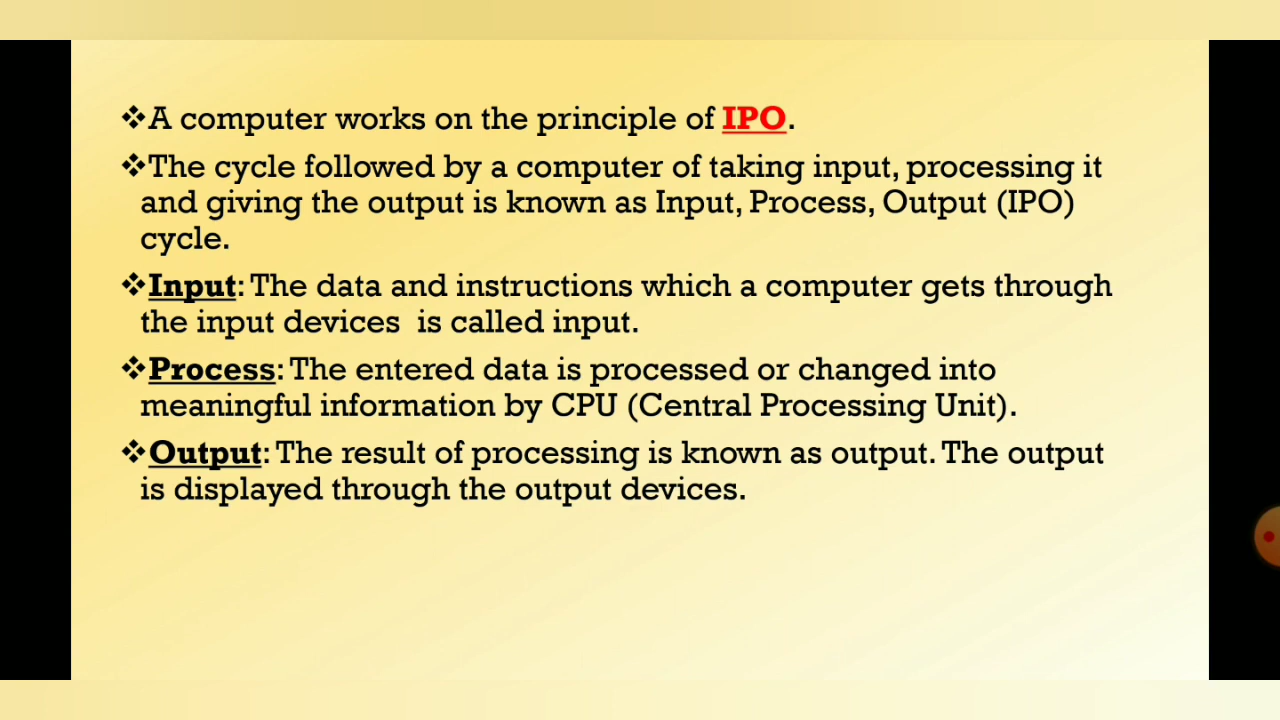 ❖A computer works on the principle of IPO.
❖The cycle followed by a computer of taking input, processing it
and giving the output is known as Input, Process, Output (IPO)
cycle.
❖Input: The data and instructions which a computer gets through
the input devices  is called input.
❖Process: The entered data is processed or changed into
meaningful information by CPU (Central Processing Unit).
❖Output: The result of processing is known as output. The output
is displayed through the output devices.